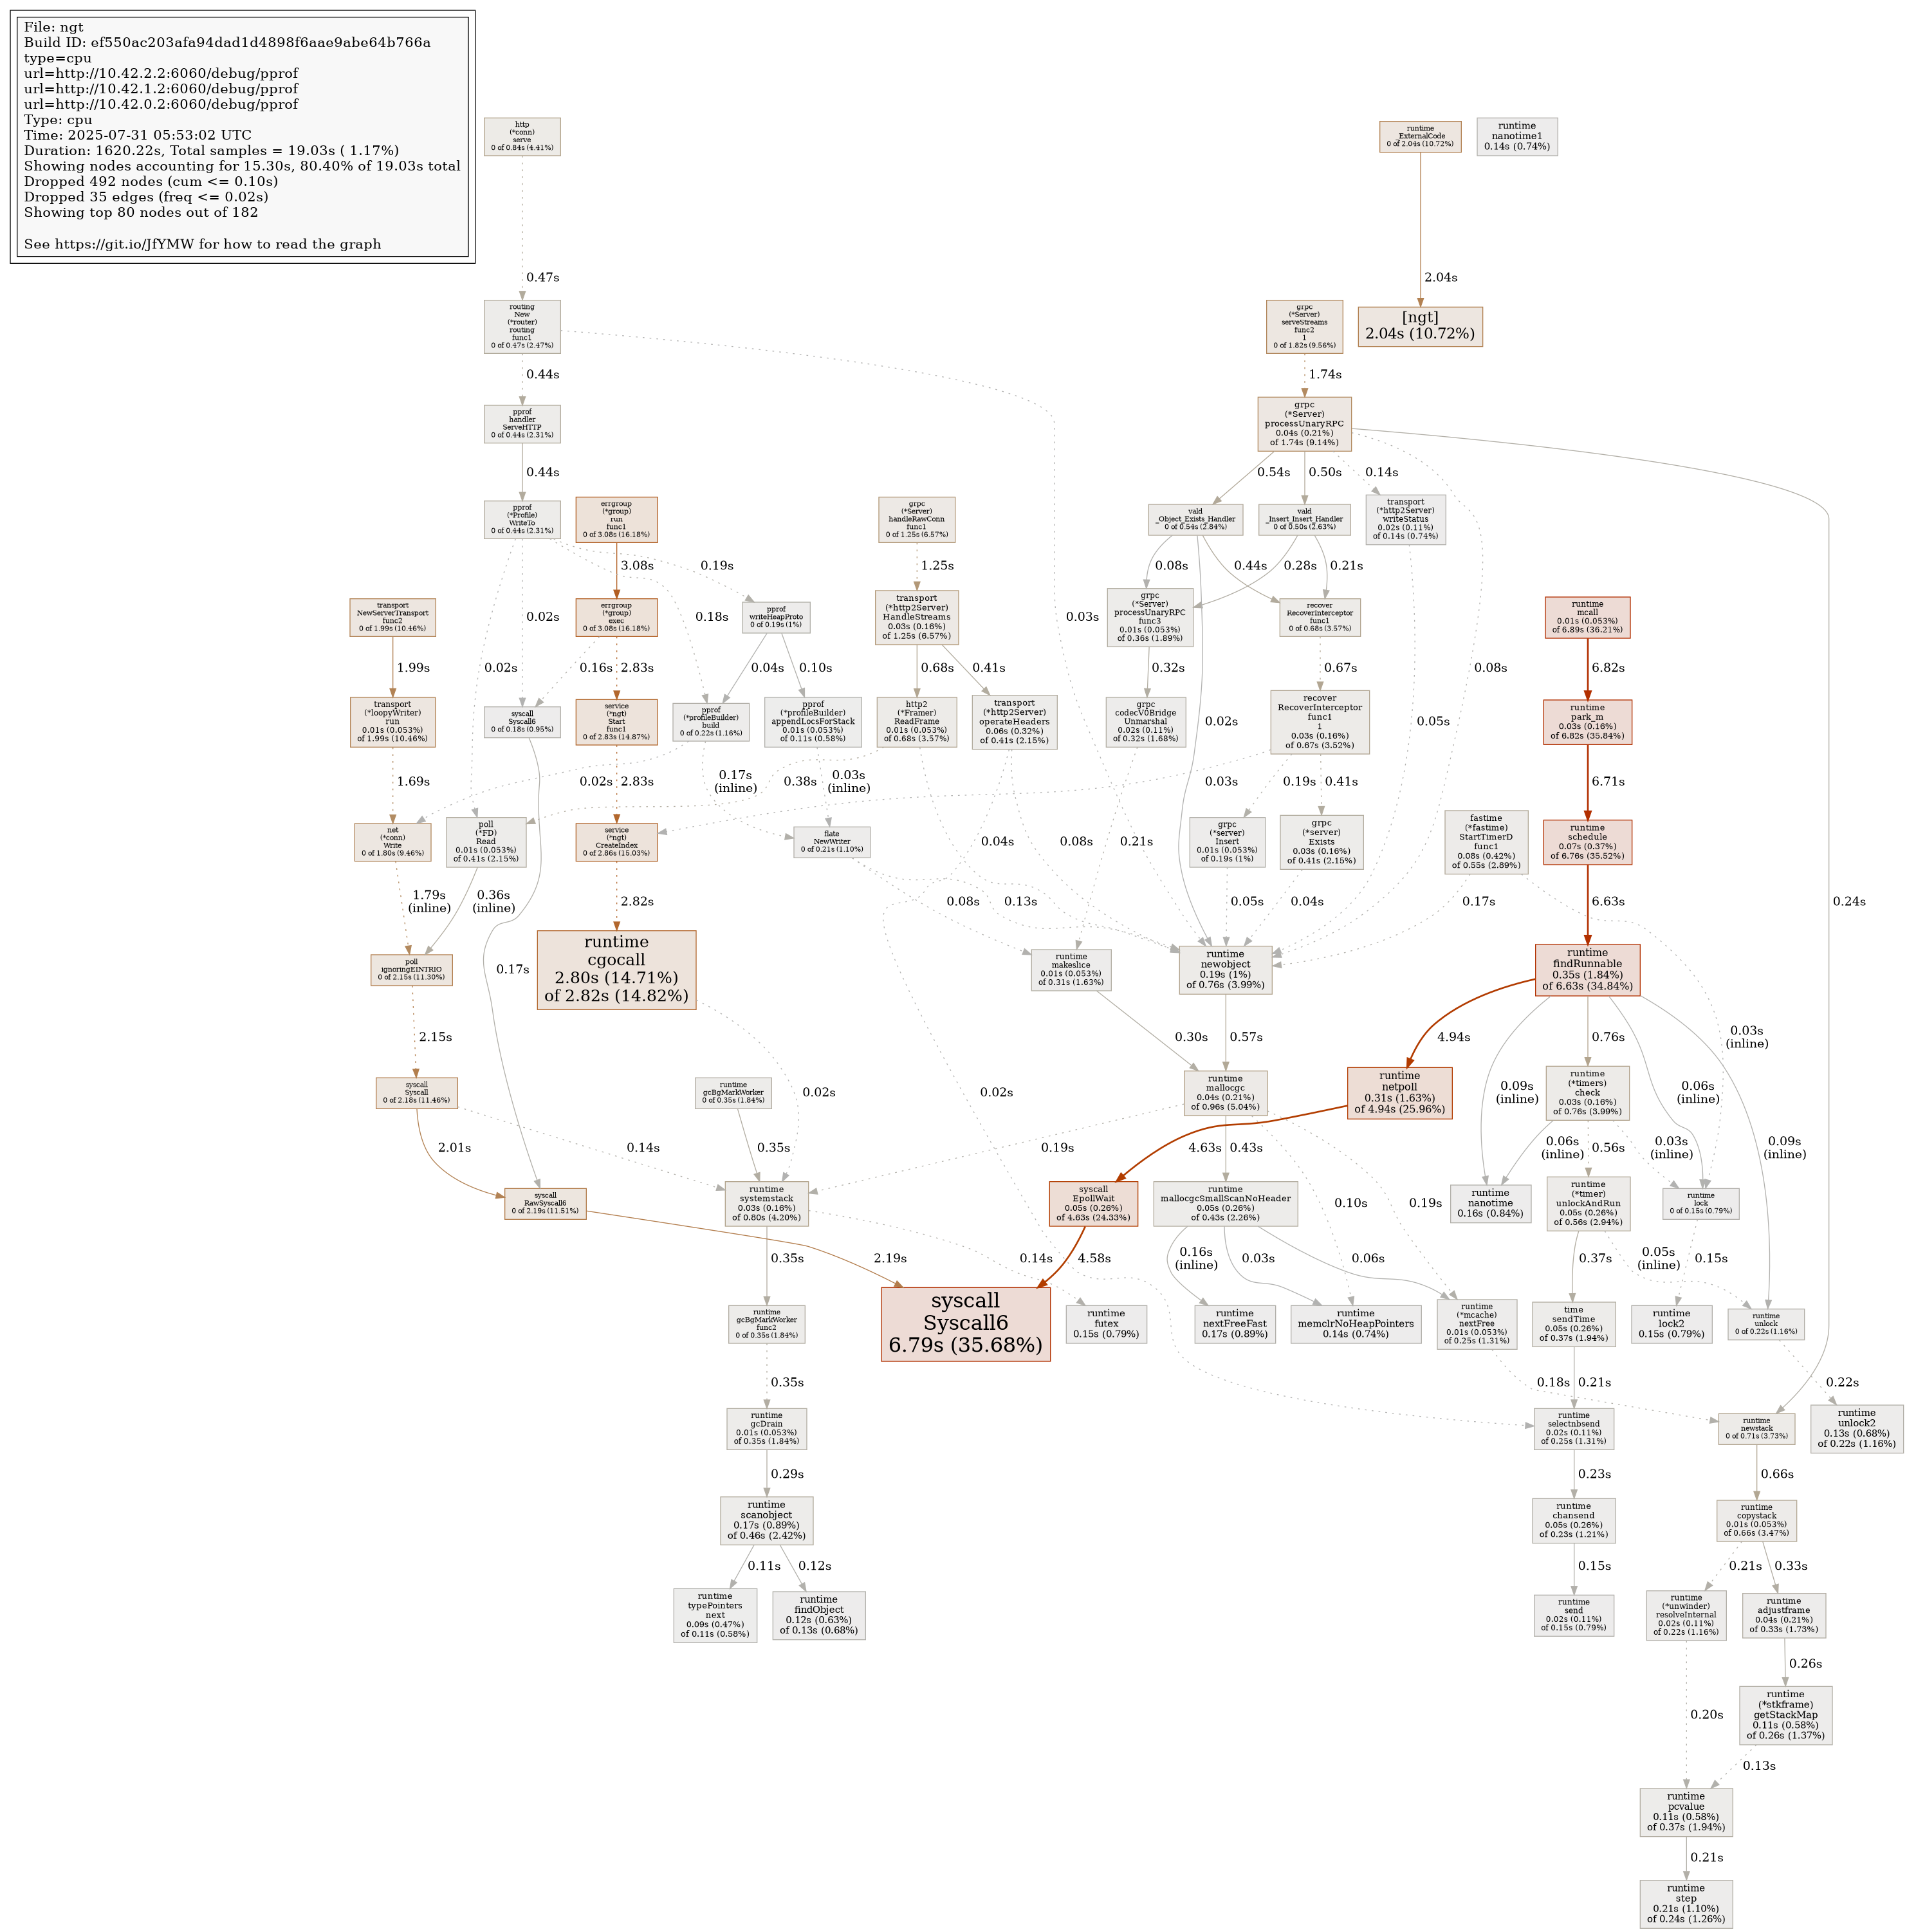 File: ngt
Build ID: ef550ac203afa94dad1d4898f6aae9abe64b766a
type=cpu
url=http://10.42.2.2:6060/debug/pprof
url=http://10.42.1.2:6060/debug/pprof
url=http://10.42.0.2:6060/debug/pprof
Type: cpu
Time: 2025-07-31 05:53:02 UTC
Duration: 1620.22s, Total samples = 19.03s ( 1.17%)
Showing nodes accounting for 15.30s, 80.40% of 19.03s total
Dropped 492 nodes (cum <= 0.10s)
Dropped 35 edges (freq <= 0.02s)
Showing top 80 nodes out of 182
See https://git.io/JfYMW for how to read the graph
http
(*conn)
serve
0 of 0.84s (4.41%)
runtime
_ExternalCode
0 of 2.04s (10.72%)
runtime
nanotime1
0.14s (0.74%)
0.47s
2.04s
routing
New
(*router)
routing
func1
0 of 0.47s (2.47%)
grpc
(*Server)
serveStreams
func2
1
0 of 1.82s (9.56%)
[ngt]
2.04s (10.72%)
0.44s
1.74s
pprof
handler
ServeHTTP
0 of 0.44s (2.31%)
grpc
(*Server)
processUnaryRPC
0.04s (0.21%)
of 1.74s (9.14%)
0.44s
0.54s
0.50s
0.14s
pprof
(*Profile)
WriteTo
0 of 0.44s (2.31%)
errgroup
(*group)
run
func1
0 of 3.08s (16.18%)
grpc
(*Server)
handleRawConn
func1
0 of 1.25s (6.57%)
vald
_Object_Exists_Handler
0 of 0.54s (2.84%)
vald
_Insert_Insert_Handler
0 of 0.50s (2.63%)
transport
(*http2Server)
writeStatus
0.02s (0.11%)
of 0.14s (0.74%)
3.08s
0.19s
1.25s
0.08s
0.44s
0.28s
0.21s
transport
NewServerTransport
func2
0 of 1.99s (10.46%)
0.02s
errgroup
(*group)
exec
0 of 3.08s (16.18%)
0.18s
pprof
writeHeapProto
0 of 0.19s (1%)
transport
(*http2Server)
HandleStreams
0.03s (0.16%)
of 1.25s (6.57%)
0.03s
grpc
(*Server)
processUnaryRPC
func3
0.01s (0.053%)
of 0.36s (1.89%)
recover
RecoverInterceptor
func1
0 of 0.68s (3.57%)
0.08s
runtime
mcall
0.01s (0.053%)
of 6.89s (36.21%)
1.99s
0.02s
0.16s
2.83s
0.04s
0.10s
0.68s
0.41s
0.32s
0.67s
6.82s
transport
(*loopyWriter)
run
0.01s (0.053%)
of 1.99s (10.46%)
syscall
Syscall6
0 of 0.18s (0.95%)
service
(*ngt)
Start
func1
0 of 2.83s (14.87%)
pprof
(*profileBuilder)
build
0 of 0.22s (1.16%)
pprof
(*profileBuilder)
appendLocsForStack
0.01s (0.053%)
of 0.11s (0.58%)
http2
(*Framer)
ReadFrame
0.01s (0.053%)
of 0.68s (3.57%)
transport
(*http2Server)
operateHeaders
0.06s (0.32%)
of 0.41s (2.15%)
grpc
codecV0Bridge
Unmarshal
0.02s (0.11%)
of 0.32s (1.68%)
0.02s
recover
RecoverInterceptor
func1
1
0.03s (0.16%)
of 0.67s (3.52%)
0.05s
runtime
park_m
0.03s (0.16%)
of 6.82s (35.84%)
1.69s
0.02s
2.83s
0.17s
(inline)
0.38s
0.03s
(inline)
0.03s
0.19s
0.41s
6.71s
0.24s
net
(*conn)
Write
0 of 1.80s (9.46%)
poll
(*FD)
Read
0.01s (0.053%)
of 0.41s (2.15%)
service
(*ngt)
CreateIndex
0 of 2.86s (15.03%)
flate
NewWriter
0 of 0.21s (1.10%)
0.04s
0.08s
0.21s
grpc
(*server)
Insert
0.01s (0.053%)
of 0.19s (1%)
grpc
(*server)
Exists
0.03s (0.16%)
of 0.41s (2.15%)
fastime
(*fastime)
StartTimerD
func1
0.08s (0.42%)
of 0.55s (2.89%)
runtime
schedule
0.07s (0.37%)
of 6.76s (35.52%)
1.79s
(inline)
0.36s
(inline)
2.82s
0.08s
0.13s
0.05s
0.04s
0.17s
6.63s
poll
ignoringEINTRIO
0 of 2.15s (11.30%)
0.17s
runtime
cgocall
2.80s (14.71%)
of 2.82s (14.82%)
runtime
makeslice
0.01s (0.053%)
of 0.31s (1.63%)
runtime
newobject
0.19s (1%)
of 0.76s (3.99%)
runtime
findRunnable
0.35s (1.84%)
of 6.63s (34.84%)
2.15s
0.30s
0.57s
4.94s
0.76s
0.03s
(inline)
syscall
Syscall
0 of 2.18s (11.46%)
runtime
gcBgMarkWorker
0 of 0.35s (1.84%)
0.02s
0.02s
runtime
mallocgc
0.04s (0.21%)
of 0.96s (5.04%)
runtime
netpoll
0.31s (1.63%)
of 4.94s (25.96%)
0.09s
(inline)
runtime
(*timers)
check
0.03s (0.16%)
of 0.76s (3.99%)
0.06s
(inline)
2.01s
0.14s
0.35s
0.19s
4.63s
0.43s
0.10s
0.19s
0.06s
(inline)
0.56s
0.03s
(inline)
0.09s
(inline)
syscall
RawSyscall6
0 of 2.19s (11.51%)
runtime
systemstack
0.03s (0.16%)
of 0.80s (4.20%)
syscall
EpollWait
0.05s (0.26%)
of 4.63s (24.33%)
runtime
mallocgcSmallScanNoHeader
0.05s (0.26%)
of 0.43s (2.26%)
runtime
nanotime
0.16s (0.84%)
runtime
(*timer)
unlockAndRun
0.05s (0.26%)
of 0.56s (2.94%)
runtime
lock
0 of 0.15s (0.79%)
0.35s
2.19s
0.14s
4.58s
0.16s
(inline)
0.03s
0.06s
0.37s
0.05s
(inline)
0.15s
runtime
gcBgMarkWorker
func2
0 of 0.35s (1.84%)
syscall
Syscall6
6.79s (35.68%)
runtime
futex
0.15s (0.79%)
runtime
nextFreeFast
0.17s (0.89%)
runtime
memclrNoHeapPointers
0.14s (0.74%)
runtime
(*mcache)
nextFree
0.01s (0.053%)
of 0.25s (1.31%)
time
sendTime
0.05s (0.26%)
of 0.37s (1.94%)
runtime
lock2
0.15s (0.79%)
runtime
unlock
0 of 0.22s (1.16%)
0.35s
0.18s
0.21s
0.22s
runtime
gcDrain
0.01s (0.053%)
of 0.35s (1.84%)
runtime
selectnbsend
0.02s (0.11%)
of 0.25s (1.31%)
runtime
newstack
0 of 0.71s (3.73%)
runtime
unlock2
0.13s (0.68%)
of 0.22s (1.16%)
0.29s
0.23s
0.66s
runtime
scanobject
0.17s (0.89%)
of 0.46s (2.42%)
runtime
chansend
0.05s (0.26%)
of 0.23s (1.21%)
runtime
copystack
0.01s (0.053%)
of 0.66s (3.47%)
0.11s
0.12s
0.15s
0.21s
0.33s
runtime
typePointers
next
0.09s (0.47%)
of 0.11s (0.58%)
runtime
findObject
0.12s (0.63%)
of 0.13s (0.68%)
runtime
send
0.02s (0.11%)
of 0.15s (0.79%)
runtime
(*unwinder)
resolveInternal
0.02s (0.11%)
of 0.22s (1.16%)
runtime
adjustframe
0.04s (0.21%)
of 0.33s (1.73%)
0.26s
0.20s
runtime
(*stkframe)
getStackMap
0.11s (0.58%)
of 0.26s (1.37%)
0.13s
runtime
pcvalue
0.11s (0.58%)
of 0.37s (1.94%)
0.21s
runtime
step
0.21s (1.10%)
of 0.24s (1.26%)